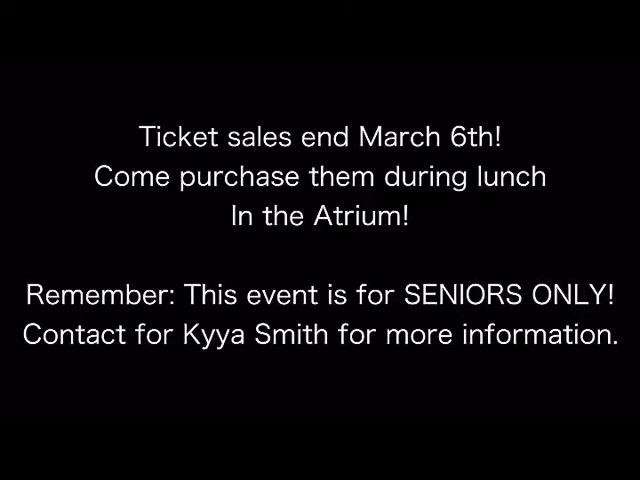 Ticket sales end March 6th!
Come purchase them during lunch
In the Atrium!
Remember: This event is for SENIORS ONLY!
Contact for Kyya Smith for more information.